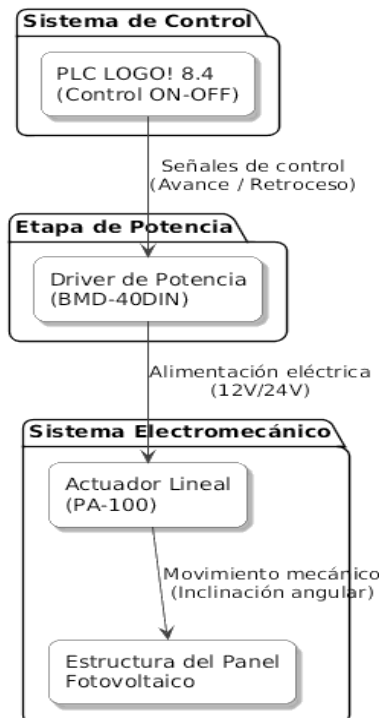 Sistema de Control
PLC LOGO! 8.4
(Control ON-OFF)
Señales de control
(Avance / Retroceso)
Etapa de Potencia
Driver de Potencia
(BMD-40DIN)
Alimentación eléctrica
(12V/24V)
Sistema Electromecánico
Actuador Lineal
(PA-100)
Movimiento mecánico
(Inclinación angular)
Estructura del Panel
Fotovoltaico